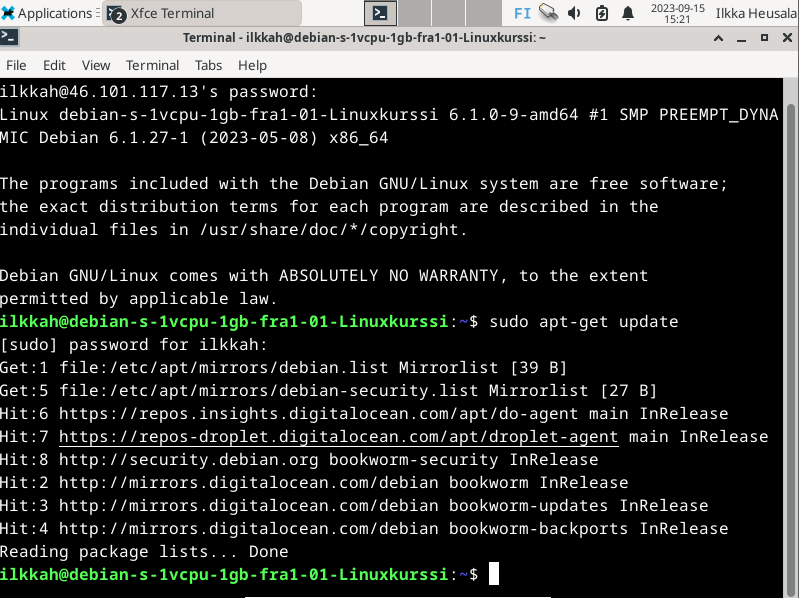 Applications
2 Xfce Terminal
FI
2023-09-15
15:21
Ilkka Heusala
Terminal - ilkkah@debian-s-1vcpu-1gb-fra1-01-Linuxkurssi: ~
File Edit View Terminal Tabs Help
ilkkah@46.101.117.13's password:
Linux debian-s-1vcpu-1gb-fra1-01-Linuxkurssi 6.1.0-9-amd64 #1 SMP PREEMPT_DYNA
MIC Debian 6.1.27-1 (2023-05-08) x86_64
The programs included with the Debian GNU/Linux system are free software;
the exact distribution terms for each program are described in the
individual files in /usr/share/doc/*/copyright.
Debian GNU/Linux comes with ABSOLUTELY NO WARRANTY, to the extent
permitted by applicable law.
ilkkah@debian-s-1vcpu-1gb-fra1-01-Linuxkurssi:~$ sudo apt-get update
[sudo] password for ilkkah:
Get:1 file:/etc/apt/mirrors/debian.list Mirrorlist [39 B]
Get:5 file:/etc/apt/mirrors/debian-security.list Mirrorlist [27 B]
Hit:6 https://repos.insights.digitalocean.com/apt/do-agent main InRelease
Hit:7 https://repos-droplet.digitalocean.com/apt/droplet-agent main InRelease
Hit:8 http://security.debian.org bookworm-security InRelease
Hit:2 http://mirrors.digitalocean.com/debian bookworm InRelease
Hit:3 http://mirrors.digitalocean.com/debian bookworm-updates InRelease
Hit:4 http://mirrors.digitalocean.com/debian bookworm-backports InRelease
Reading package lists... Done
ilkkah@debian-s-1vcpu-1gb-fra1-01-Linuxkurssi:~$